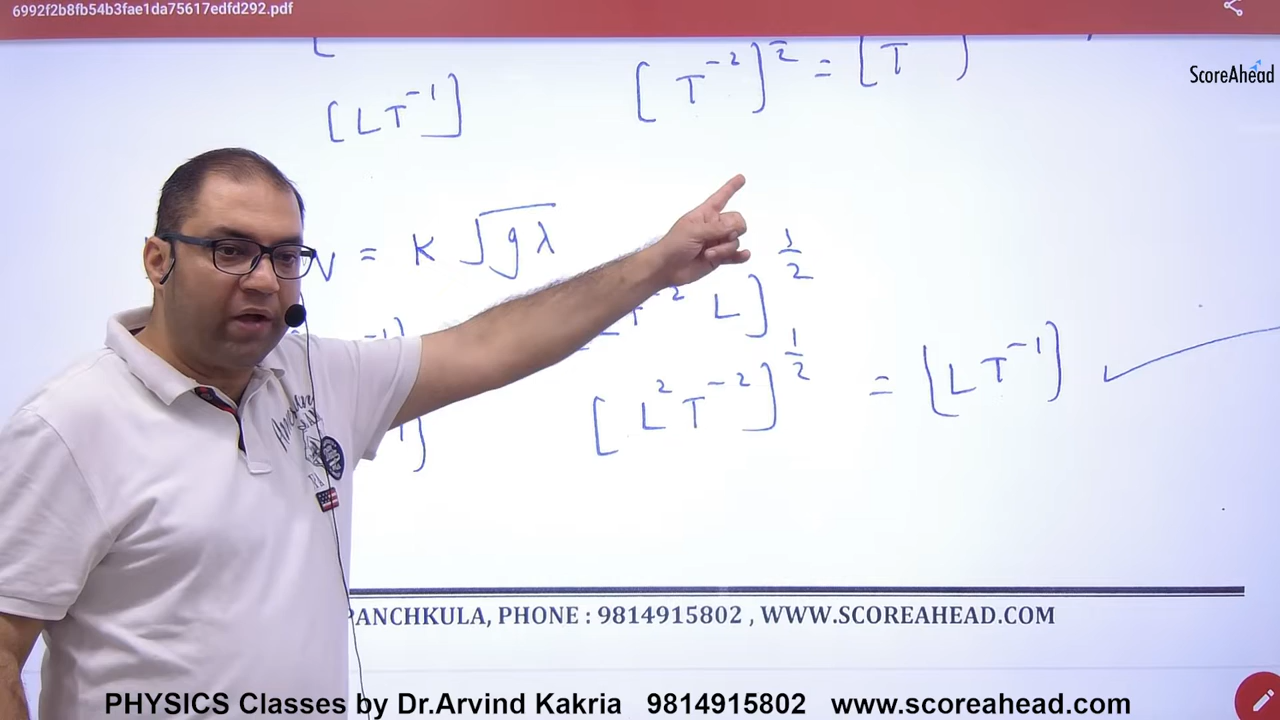 6992f2b8fb54b3fae1da75617edfd292.pdf
ScoreAhead
[LT⁻¹]
[T⁻²]
= [T
V = K √gλ
L]^1/2
[L²T⁻²]^1/2 = [LT⁻¹] ✓
PANCHKULA, PHONE : 9814915802 , WWW.SCOREAHEAD.COM
PHYSICS Classes by Dr.Arvind Kakria 9814915802 www.scoreahead.com